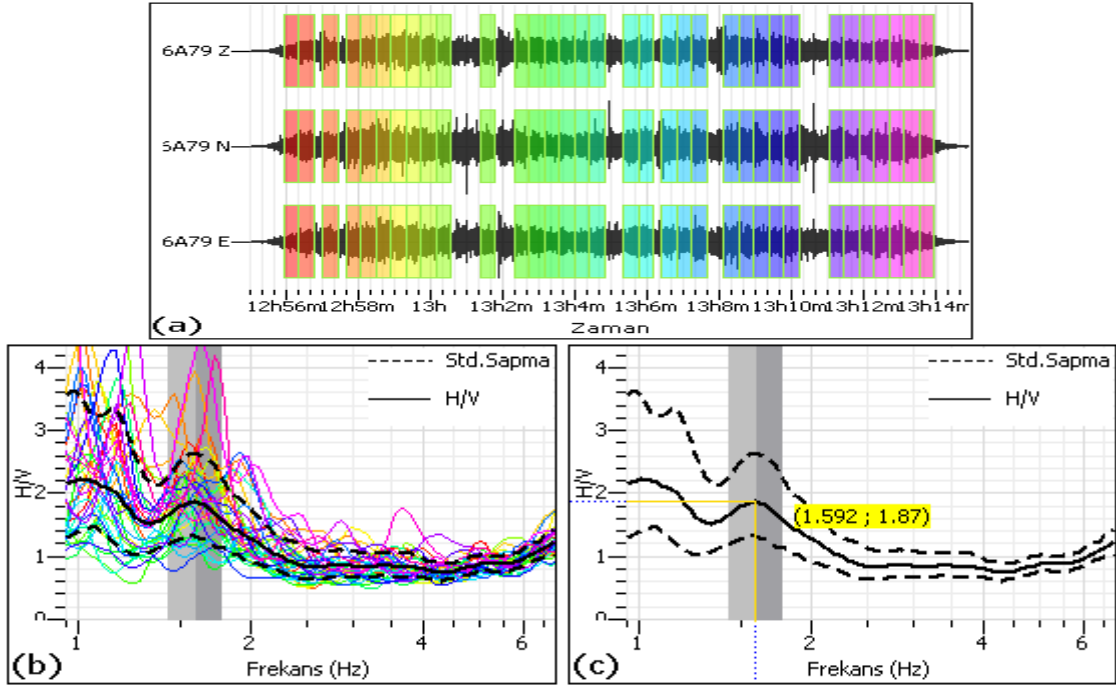 6A79 Z
6A79 N
6A79 E
12h56m 12h58m 13h 13h2m 13h4m 13h6m 13h8m 13h10m 13h12m 13h14m
(a)
Zaman
4
3
2
1
0
H/V
Std.Sapma
H/V
1 2 4 6
(b)
Frekans (Hz)
4
3
2
1
0
H/V
Std.Sapma
H/V
(1.592 ; 1.87)
1 2 4 6
(c)
Frekans (Hz)